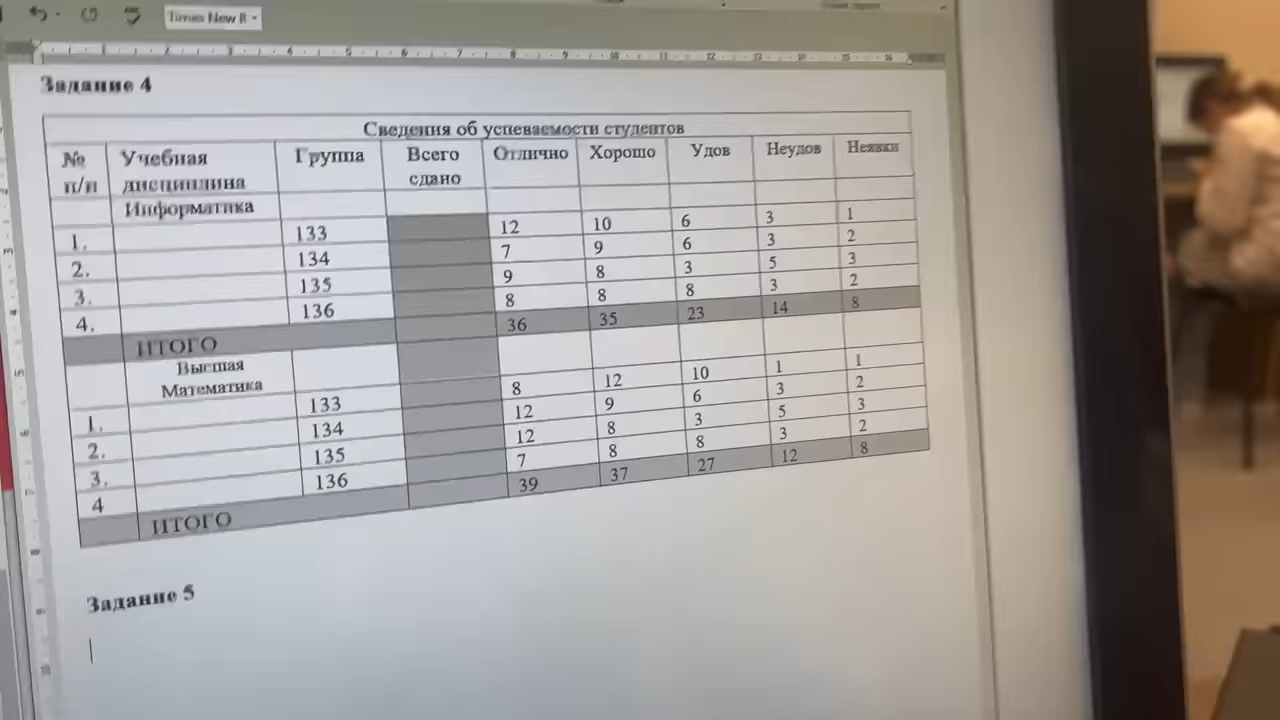 Times New R
Задание 4
Сведения об успеваемости студентов
№ п/п Учебная дисциплина Группа Всего сдано Отлично Хорошо Удов Неудов Неявки
Информатика
1. 133 12 10 6 3 1
2. 134 7 9 6 3 2
3. 135 9 8 3 5 3
4. 136 8 8 8 3 2
ИТОГО 36 35 23 14 8
Высшая Математика
1. 133 8 12 10 1 1
2. 134 12 9 6 3 2
3. 135 12 8 3 5 3
4 136 7 8 8 3 2
ИТОГО 39 37 27 12 8
Задание 5